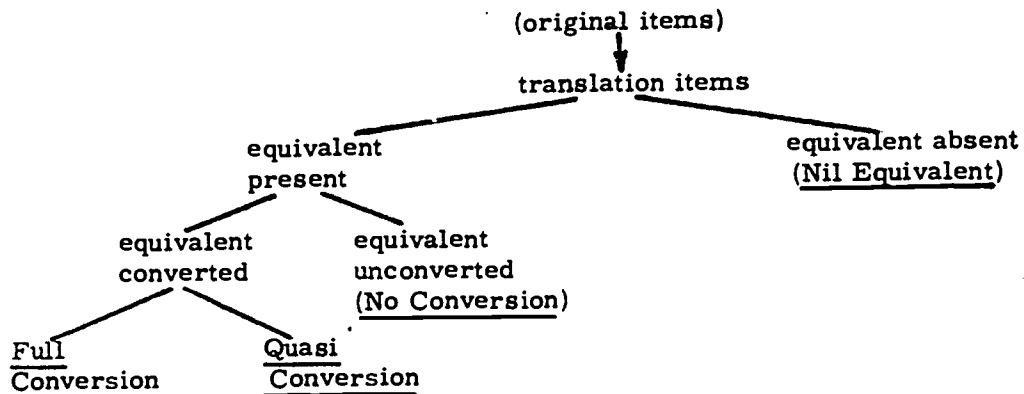 (original items)
translation items
equivalent
present
equivalent absent
(Nil Equivalent)
equivalent
converted
equivalent
unconverted
(No Conversion)
Full
Conversion
Quasi
Conversion